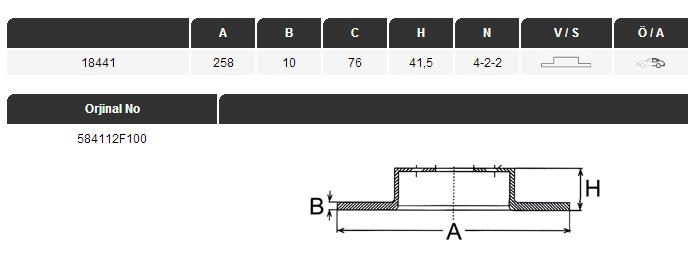 A B C H N V / S Ö / A
18441 258 10 76 41,5 4-2-2
Orjinal No
584112F100
B H
A